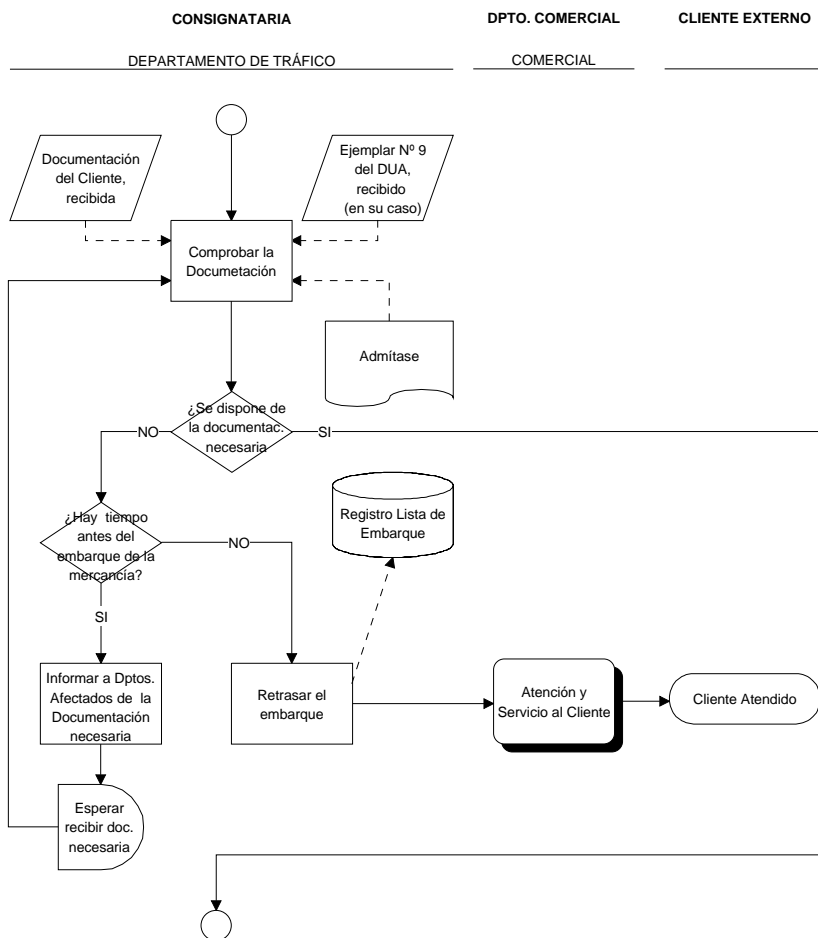 CONSIGNATARIA
DPTO. COMERCIAL
CLIENTE EXTERNO
DEPARTAMENTO DE TRÁFICO
COMERCIAL
Documentación
del Cliente,
recibida
Ejemplar Nº 9
del DUA,
recibido
(en su caso)
Comprobar la
Documetación
Admítase
¿Se dispone de
la documentac.
necesaria
NO
SI
¿Hay tiempo
antes del
embarque de la
mercancía?
NO
SI
Registro Lista de
Embarque
Informar a Dptos.
Afectados de la
Documentación
necesaria
Retrasar el
embarque
Atención y
Servicio al Cliente
Cliente Atendido
Esperar
recibir doc.
necesaria